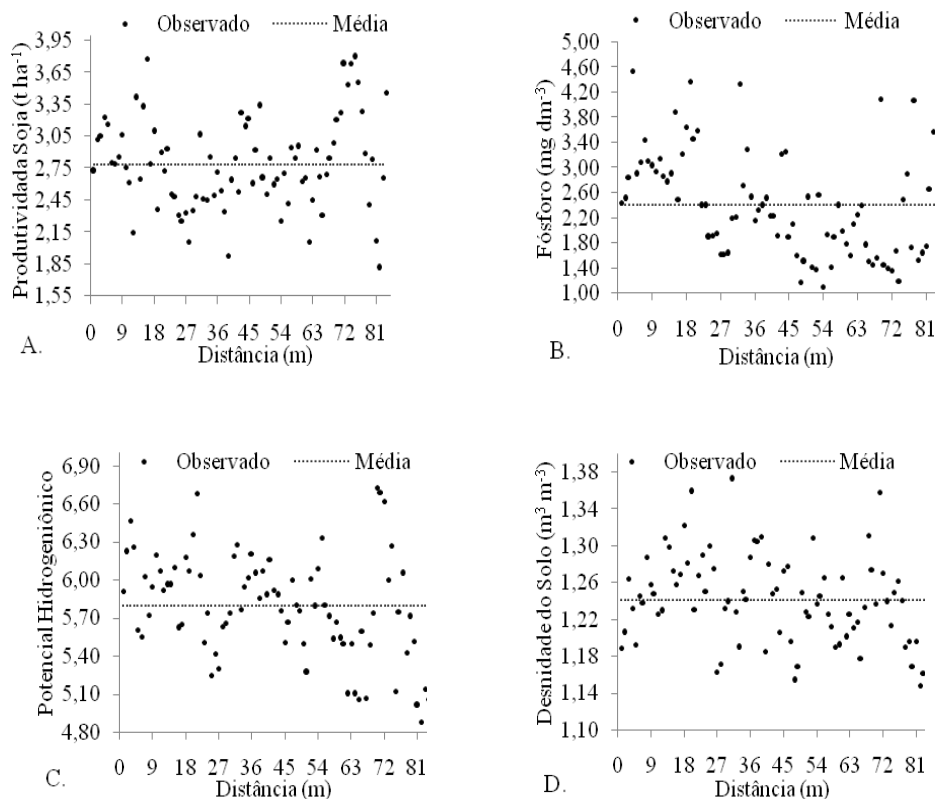 Observado Média
Produtividada Soja (t ha-1)
3,95
3,65
3,35
3,05
2,75
2,45
2,15
1,85
1,55
0 9 18 27 36 45 54 63 72 81
Distância (m)
A.
Observado Média
Fósforo (mg dm-3)
5,00
4,60
4,20
3,80
3,40
3,00
2,60
2,20
1,80
1,40
1,00
0 9 18 27 36 45 54 63 72 81
Distância (m)
B.
Observado Média
Potencial Hidrogeniônico
6,90
6,60
6,30
6,00
5,70
5,40
5,10
4,80
0 9 18 27 36 45 54 63 72 81
Distância (m)
C.
Observado Média
Desnidade do Solo (m3 m-3)
1,38
1,34
1,30
1,26
1,22
1,18
1,14
1,10
0 9 18 27 36 45 54 63 72 81
Distância (m)
D.